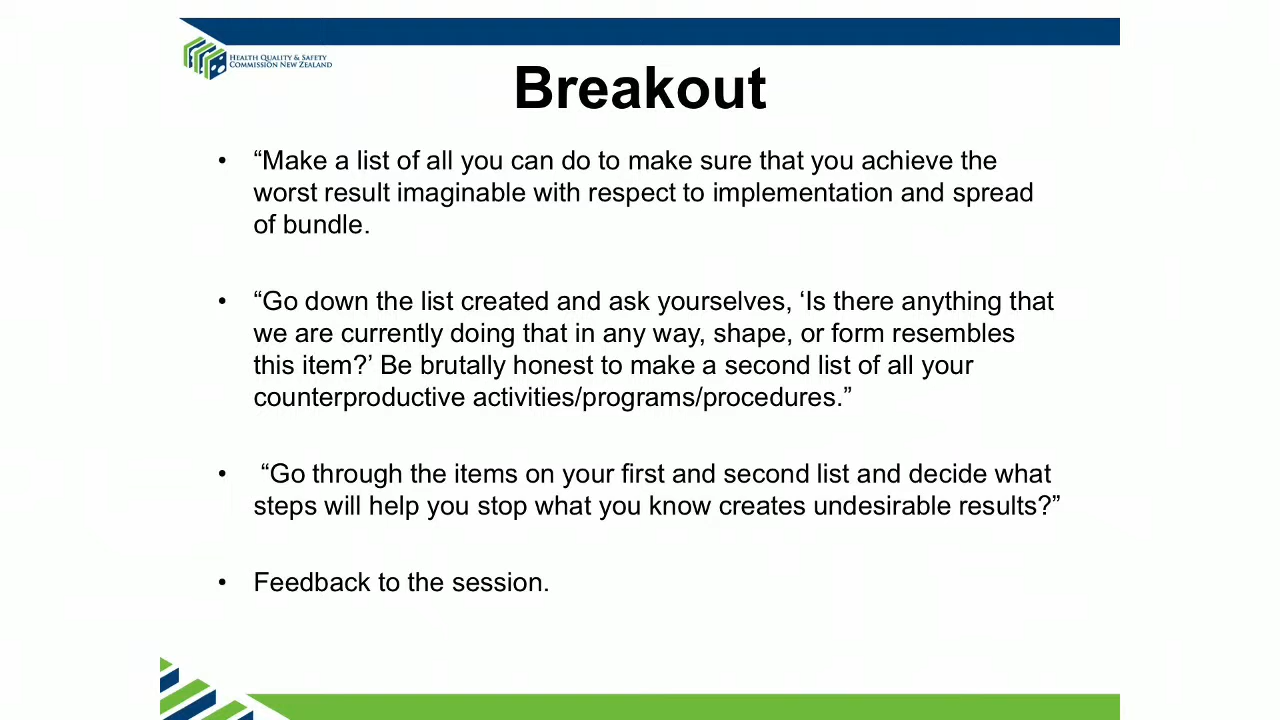 HEALTH QUALITY & SAFETY
COMMISSION NEW ZEALAND
Breakout
• “Make a list of all you can do to make sure that you achieve the
worst result imaginable with respect to implementation and spread
of bundle.
• “Go down the list created and ask yourselves, ‘Is there anything that
we are currently doing that in any way, shape, or form resembles
this item?’ Be brutally honest to make a second list of all your
counterproductive activities/programs/procedures.”
• “Go through the items on your first and second list and decide what
steps will help you stop what you know creates undesirable results?”
• Feedback to the session.